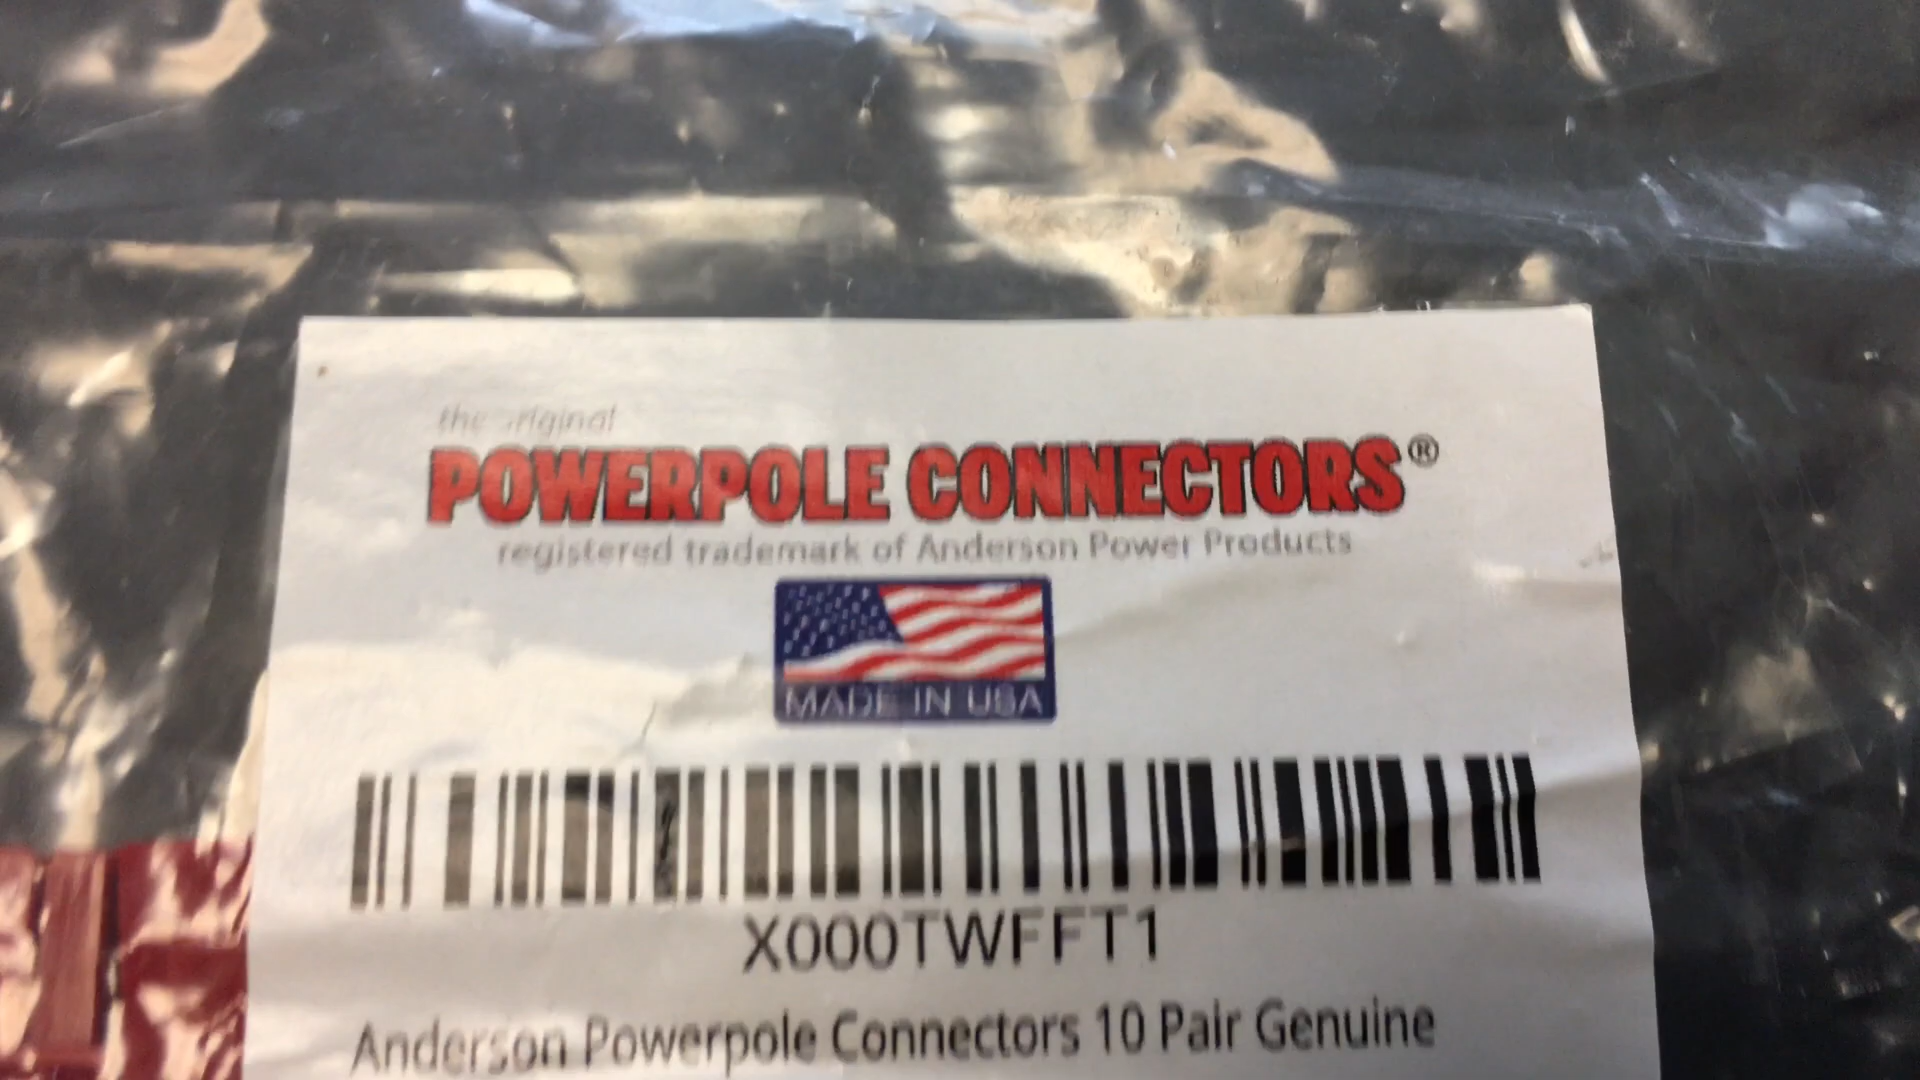 the original
POWERPOLE CONNECTORS®
registered trademark of Anderson Power Products
MADE IN USA
X000TWFFT1
Anderson Powerpole Connectors 10 Pair Genuine